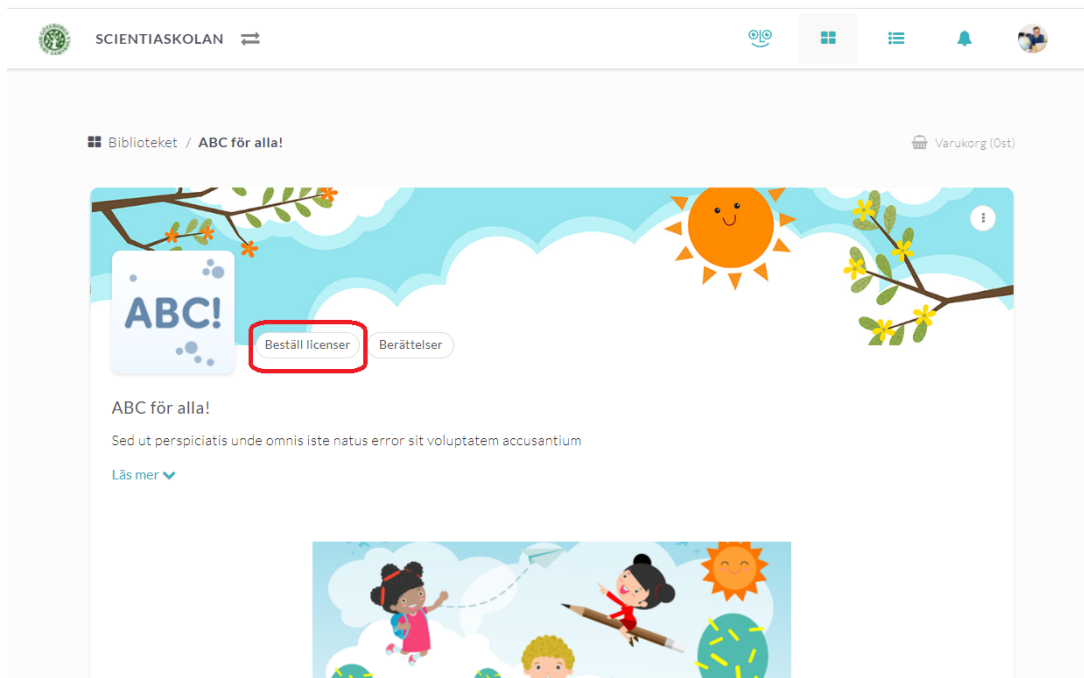 SCIENTIASKOLAN
Biblioteket / ABC för alla!
Varukorg (0st)
ABC!
Beställ licenser
Berättelser
ABC för alla!
Sed ut perspiciatis unde omnis iste natus error sit voluptatem accusantium
Läs mer